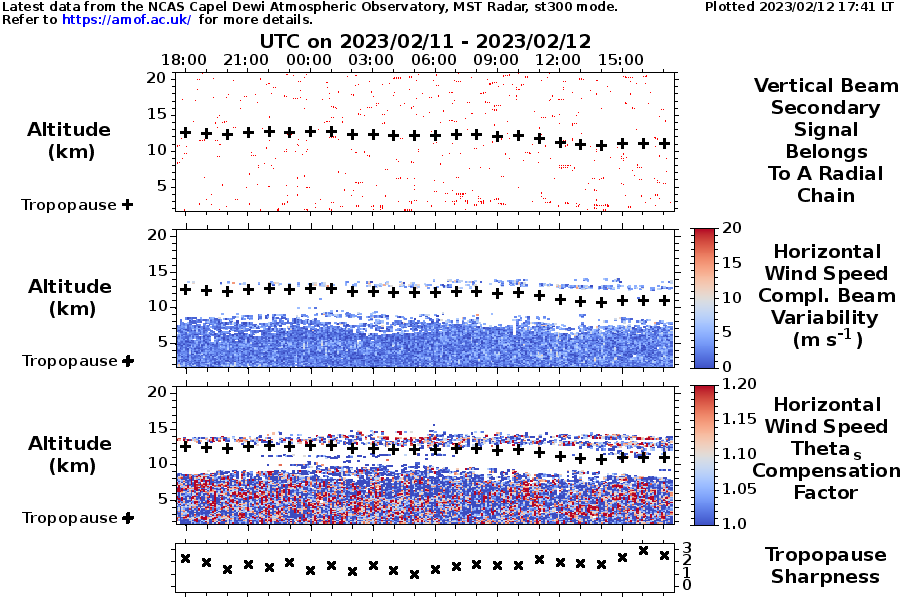 Latest data from the NCAS Capel Dewi Atmospheric Observatory, MST Radar, st300 mode.
Plotted 2023/02/12 17:41 LT
Refer to https://amof.ac.uk/ for more details.
UTC on 2023/02/11 - 2023/02/12
18:00 21:00 00:00 03:00 06:00 09:00 12:00 15:00
20
15
10
5
Altitude
(km)
Tropopause +
Vertical Beam
Secondary
Signal
Belongs
To A Radial
Chain
20
15
10
5
Altitude
(km)
Tropopause +
20
15
10
5
0
Horizontal
Wind Speed
Compl. Beam
Variability
(m s-1)
20
15
10
5
Altitude
(km)
Tropopause +
1.20
1.15
1.10
1.05
1.0
Horizontal
Wind Speed
Theta s
Compensation
Factor
3
2
1
0
Tropopause
Sharpness